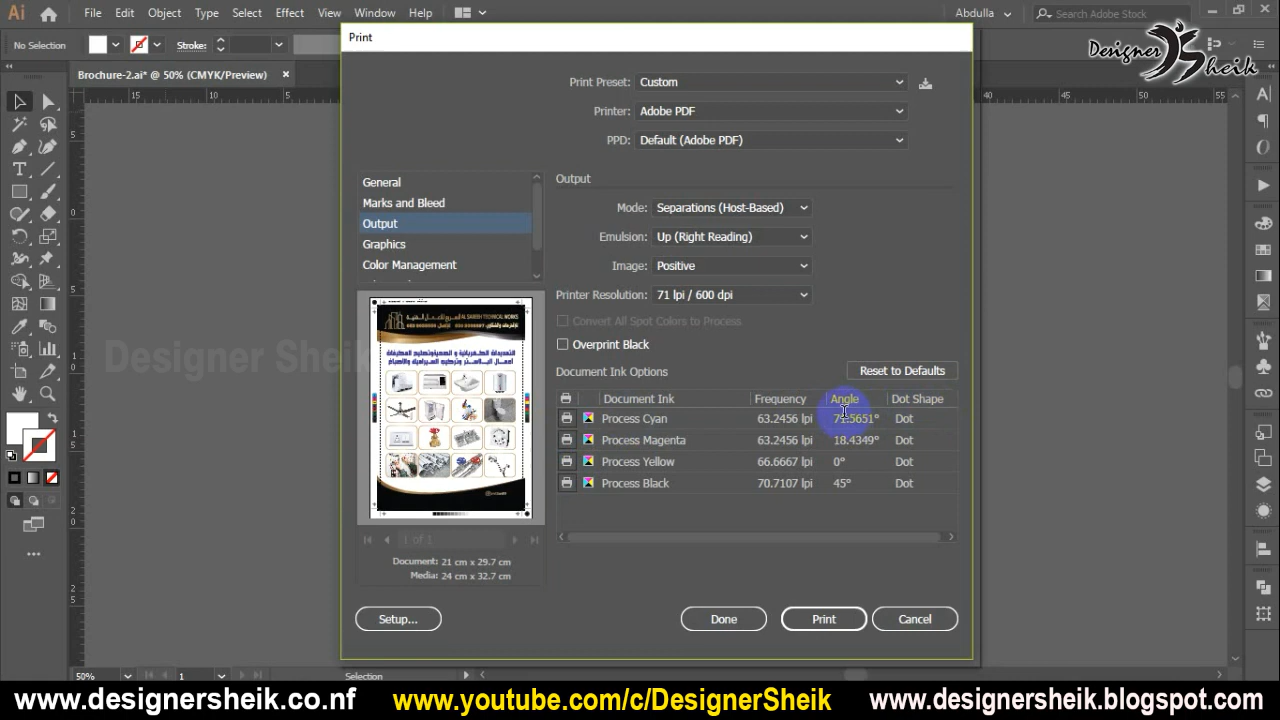 File Edit Object Type Select Effect View Window Help
Abdulla
Search Adobe Stock
Designer Sheik
No Selection
Stroke:
Brochure-2.ai* @ 50% (CMYK/Preview)
Print
Print Preset: Custom
Printer: Adobe PDF
PPD: Default (Adobe PDF)
General
Marks and Bleed
Output
Graphics
Color Management
Output
Mode: Separations (Host-Based)
Emulsion: Up (Right Reading)
Image: Positive
Printer Resolution: 71 lpi / 600 dpi
Convert All Spot Colors to Process
Overprint Black
Document Ink Options
Reset to Defaults
Document Ink Frequency Angle Dot Shape
Process Cyan 63.2456 lpi 71.5651° Dot
Process Magenta 63.2456 lpi 18.4349° Dot
Process Yellow 66.6667 lpi 0° Dot
Process Black 70.7107 lpi 45° Dot
Designer Sheik
1 of 1
Document: 21 cm x 29.7 cm
Media: 24 cm x 32.7 cm
Setup...
Done
Print
Cancel
50%
1
Selection
www.designersheik.co.nf
www.youtube.com/c/DesignerSheik
www.designersheik.blogspot.com